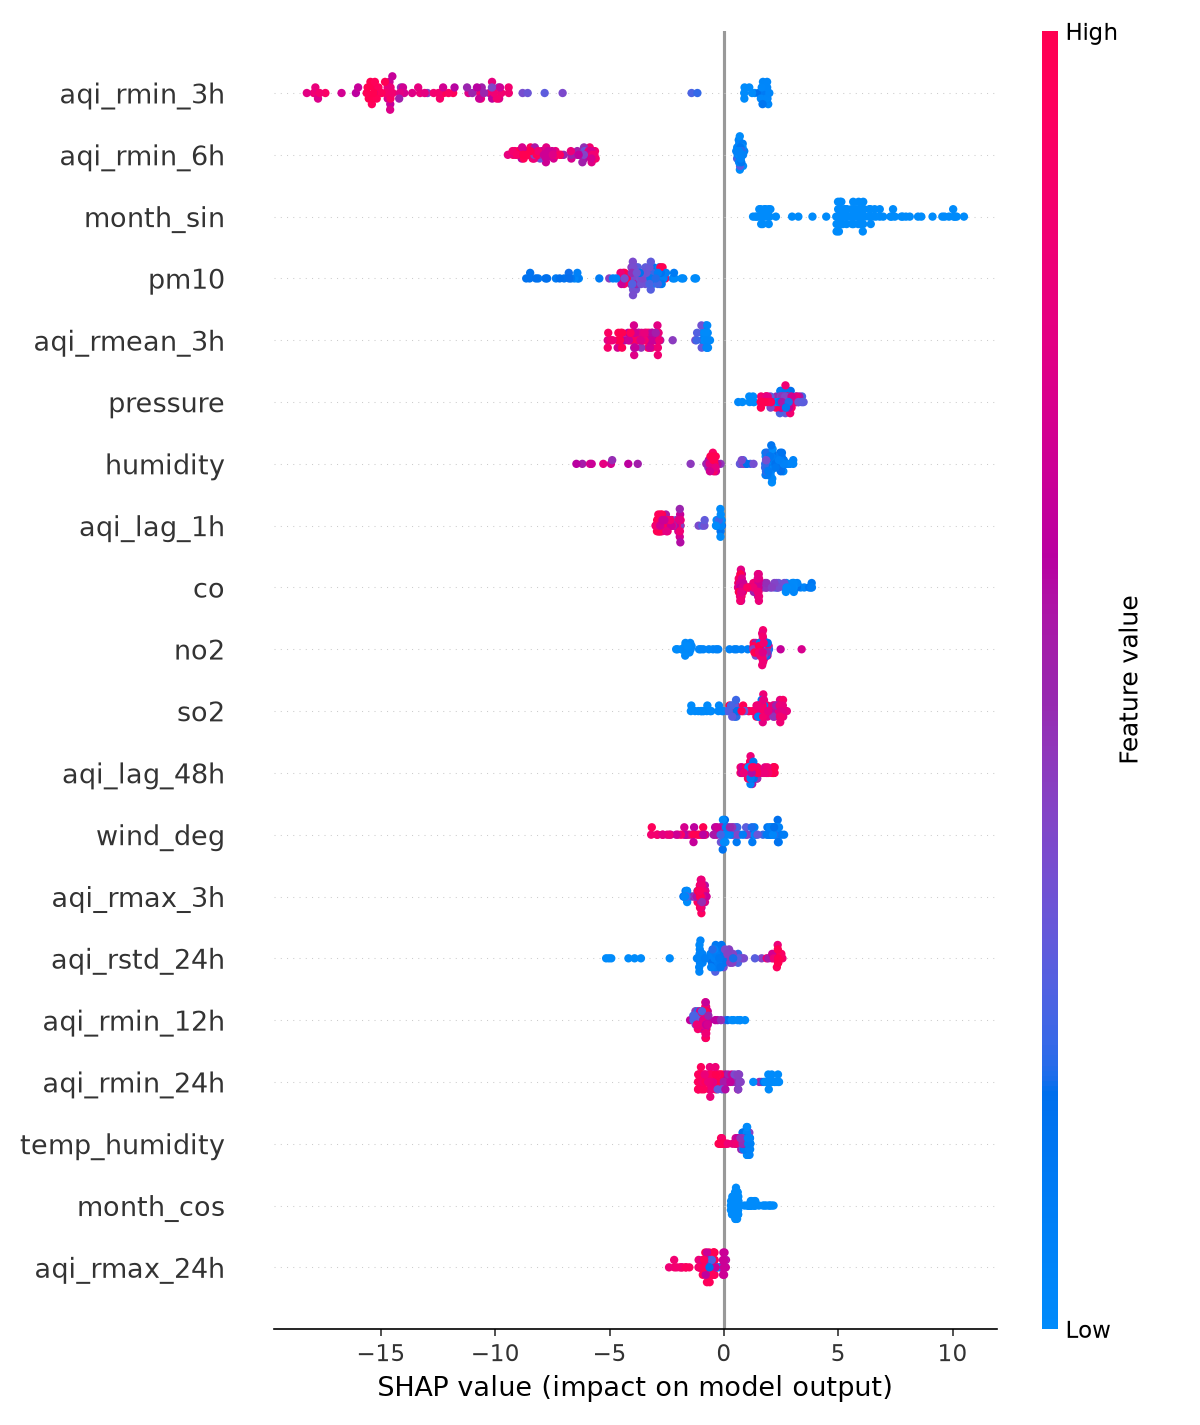 High
aqi_rmin_3h
aqi_rmin_6h
month_sin
pm10
aqi_rmean_3h
pressure
humidity
aqi_lag_1h
co
no2
so2
aqi_lag_48h
wind_deg
aqi_rmax_3h
aqi_rstd_24h
aqi_rmin_12h
aqi_rmin_24h
temp_humidity
month_cos
aqi_rmax_24h
Feature value
Low
−15 −10 −5 0 5 10
SHAP value (impact on model output)